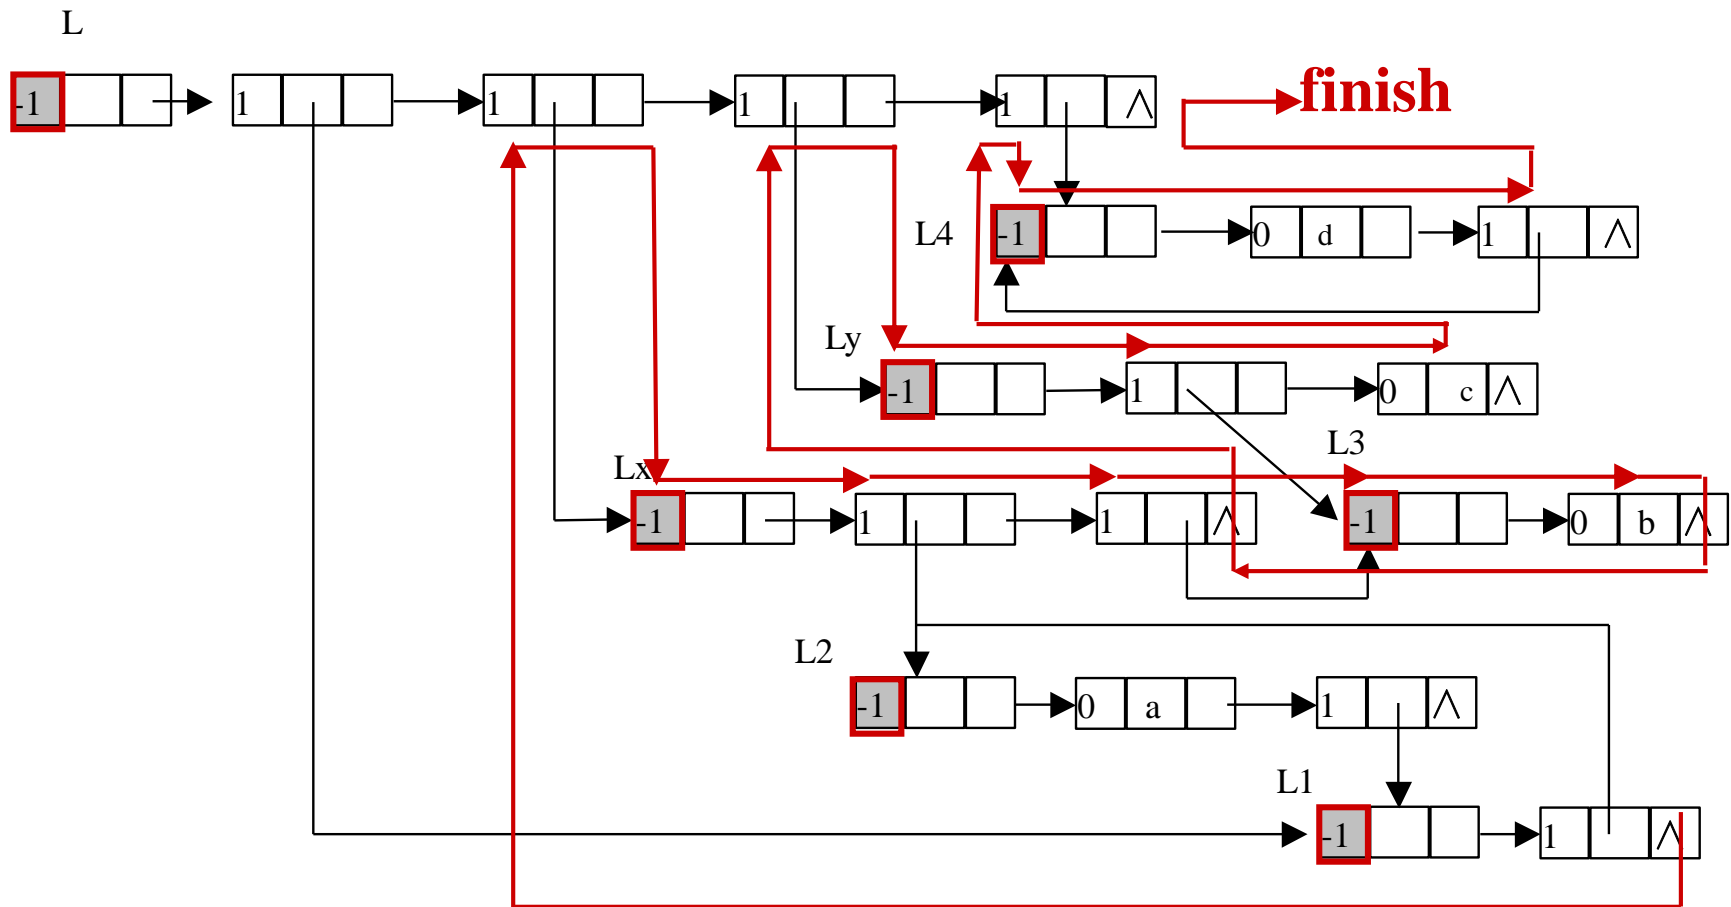 L
-1 1 1 1 1 ∧ finish
L4 -1 0 d 1 ∧
Ly
-1 1 0 c ∧
L3
Lx
-1 1 1 ∧ -1 0 b ∧
L2
-1 0 a 1 ∧
L1
-1 1 ∧